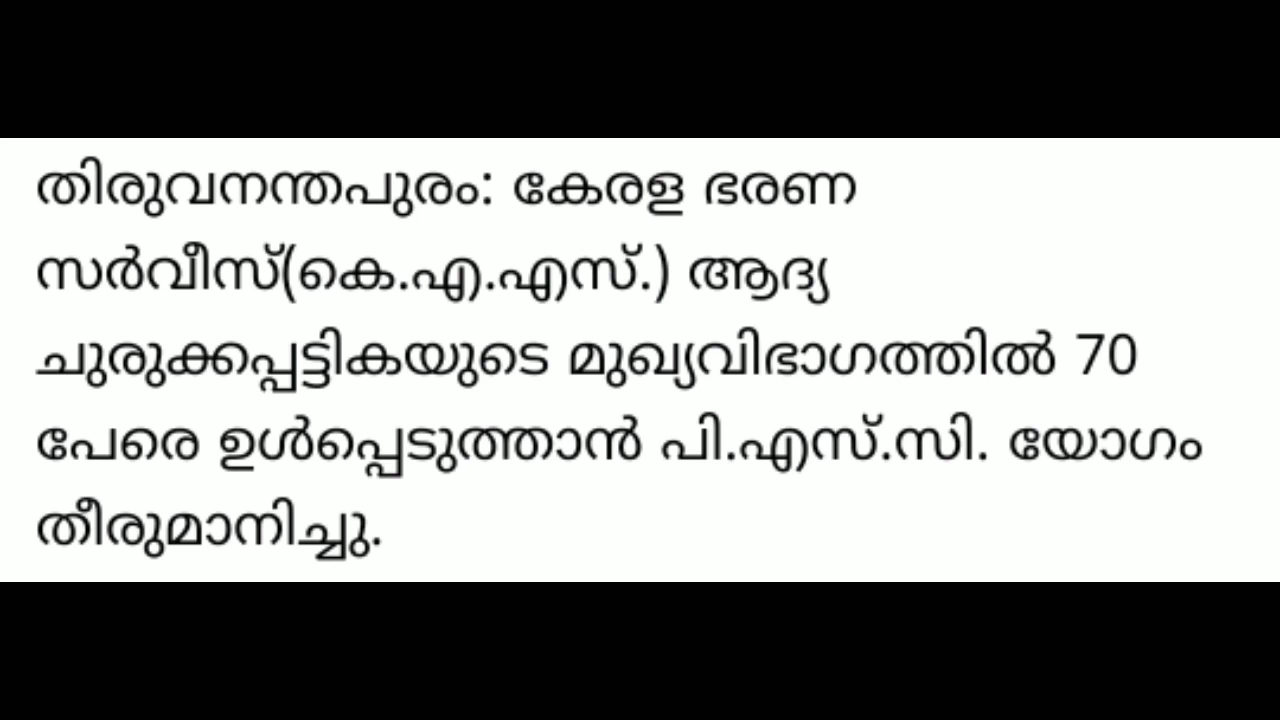 തിരുവനന്തപുരം: കേരള ഭരണ
സർവീസ്(കെ.എ.എസ്.) ആദ്യ
ചുരുക്കപ്പട്ടികയുടെ മുഖ്യവിഭാഗത്തിൽ 70
പേരെ ഉൾപ്പെടുത്താൻ പി.എസ്.സി. യോഗം
തീരുമാനിച്ചു.